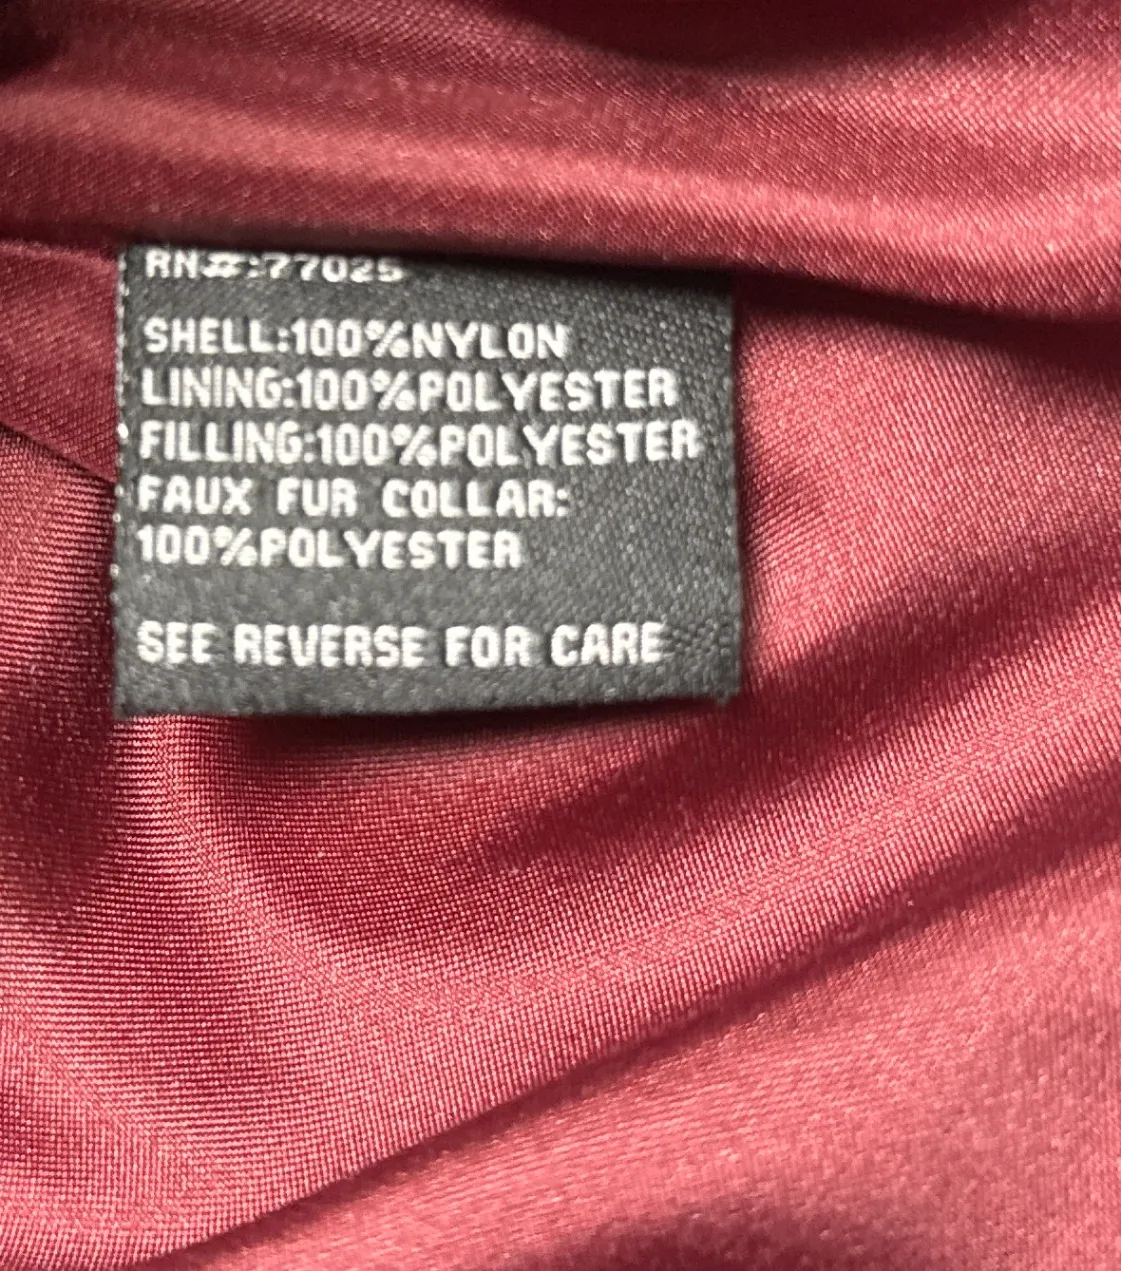 RN#:77025
SHELL:100%NYLON
LINING:100%POLYESTER
FILLING:100%POLYESTER
FAUX FUR COLLAR:
100%POLYESTER
SEE REVERSE FOR CARE